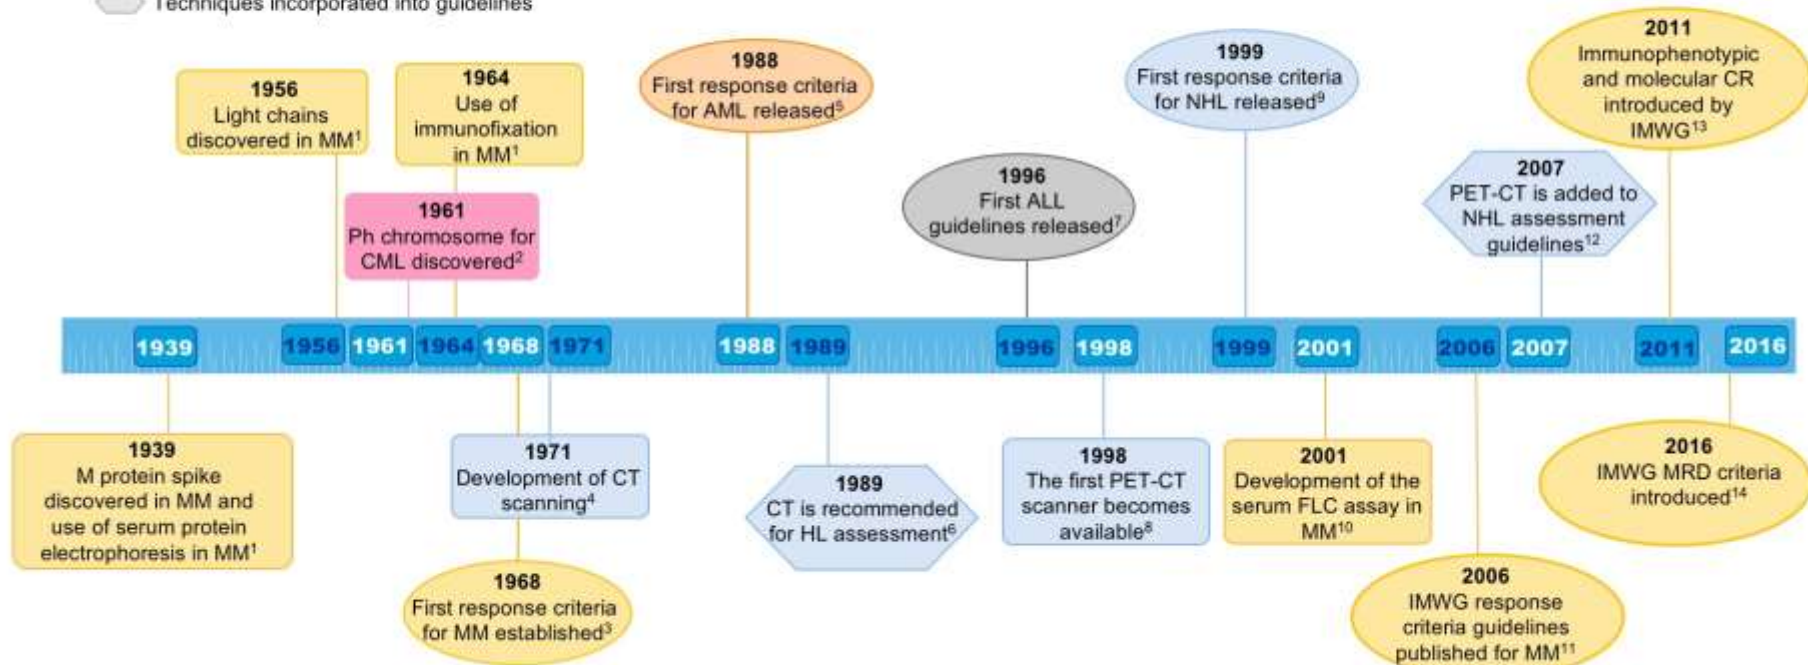 Techniques incorporated into guidelines
1956
Light chains
discovered in MM¹
1964
Use of
immunofixation
in MM¹
1961
Ph chromosome for
CML discovered²
1988
First response criteria
for AML released⁵
1996
First ALL
guidelines released⁷
1999
First response criteria
for NHL released⁹
2007
PET-CT is added to
NHL assessment
guidelines¹²
2011
Immunophenotypic
and molecular CR
introduced by
IMWG¹³
1939 1956 1961 1964 1968 1971 1988 1989 1996 1998 1999 2001 2006 2007 2011 2016
1939
M protein spike
discovered in MM and
use of serum protein
electrophoresis in MM¹
1971
Development of CT
scanning⁴
1968
First response criteria
for MM established³
1989
CT is recommended
for HL assessment⁶
1998
The first PET-CT
scanner becomes
available⁸
2001
Development of the
serum FLC assay in
MM¹⁰
2006
IMWG response
criteria guidelines
published for MM¹¹
2016
IMWG MRD criteria
introduced¹⁴